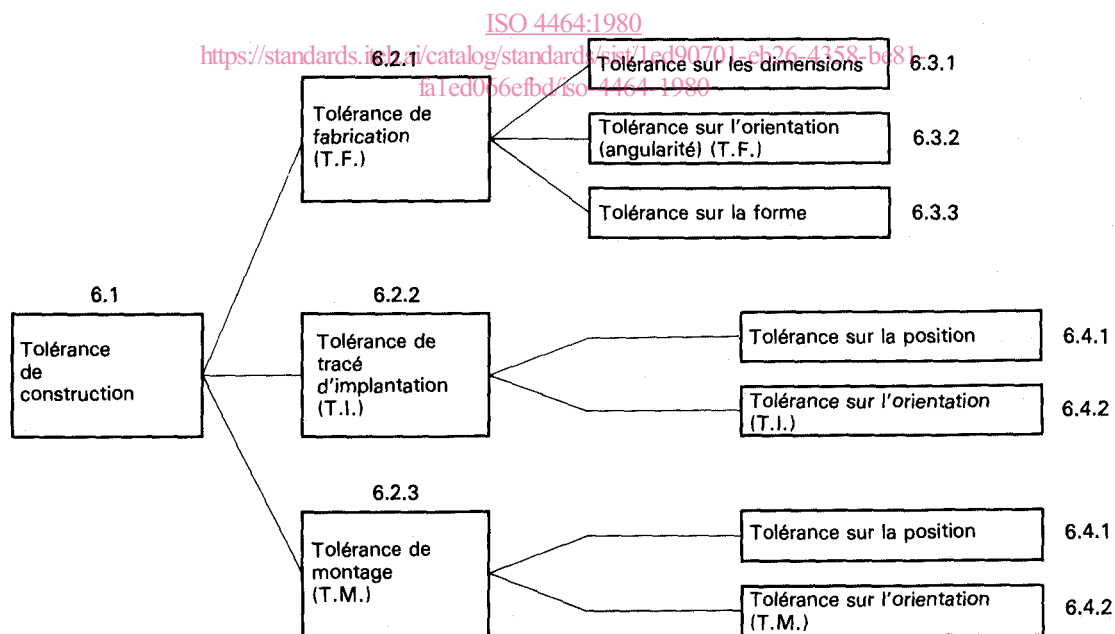 ISO 4464:1980
https://standards.iteh.ai/catalog/standards/sist/1ed90701-eb26-4358-be81-
fa1ed066efbd/iso-4464-1980
6.2.1
Tolérance de
fabrication
(T.F.)
Tolérance sur les dimensions
6.3.1
Tolérance sur l'orientation
(angularité) (T.F.)
6.3.2
Tolérance sur la forme
6.3.3
6.1
Tolérance
de
construction
6.2.2
Tolérance de
tracé
d'implantation
(T.I.)
Tolérance sur la position
6.4.1
Tolérance sur l'orientation
(T.I.)
6.4.2
6.2.3
Tolérance de
montage
(T.M.)
Tolérance sur la position
6.4.1
Tolérance sur l'orientation
(T.M.)
6.4.2